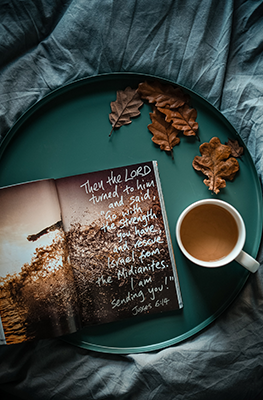 Then the LORD
turned to him
and said,
"Go with
the strength
you have,
and rescue
Israel from
the Midianites.
I am
sending you!"
Judges 6:14